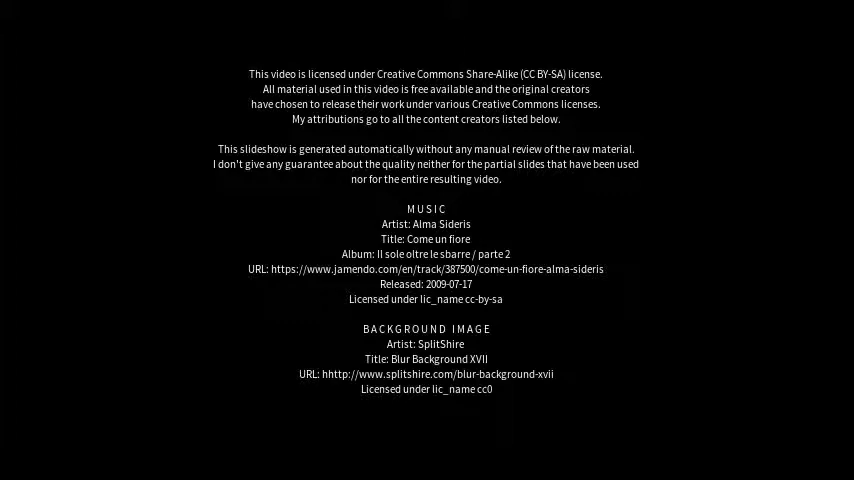 This video is licensed under Creative Commons Share-Alike (CC BY-SA) license.
All material used in this video is free available and the original creators
have chosen to release their work under various Creative Commons licenses.
My attributions go to all the content creators listed below.
This slideshow is generated automatically without any manual review of the raw material.
I don't give any guarantee about the quality neither for the partial slides that have been used
nor for the entire resulting video.
MUSIC
Artist: Alma Sideris
Title: Come un fiore
Album: Il sole oltre le sbarre / parte 2
URL: https://www.jamendo.com/en/track/387500/come-un-fiore-alma-sideris
Released: 2009-07-17
Licensed under lic_name cc-by-sa
BACKGROUND IMAGE
Artist: SplitShire
Title: Blur Background XVII
URL: hhttp://www.splitshire.com/blur-background-xvii
Licensed under lic_name cc0